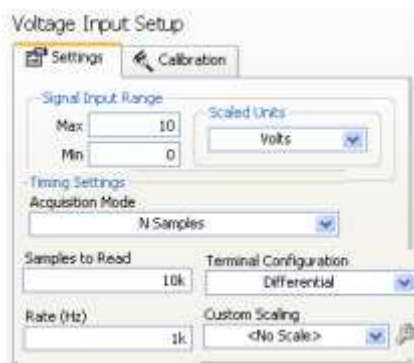 Voltage Input Setup
Settings Calibration
Signal Input Range
Scaled Units
Max 10
Volts
Min 0
Timing Settings
Acquisition Mode
N Samples
Samples to Read Terminal Configuration
10k Differential
Rate (Hz) Custom Scaling
1k <No Scale>